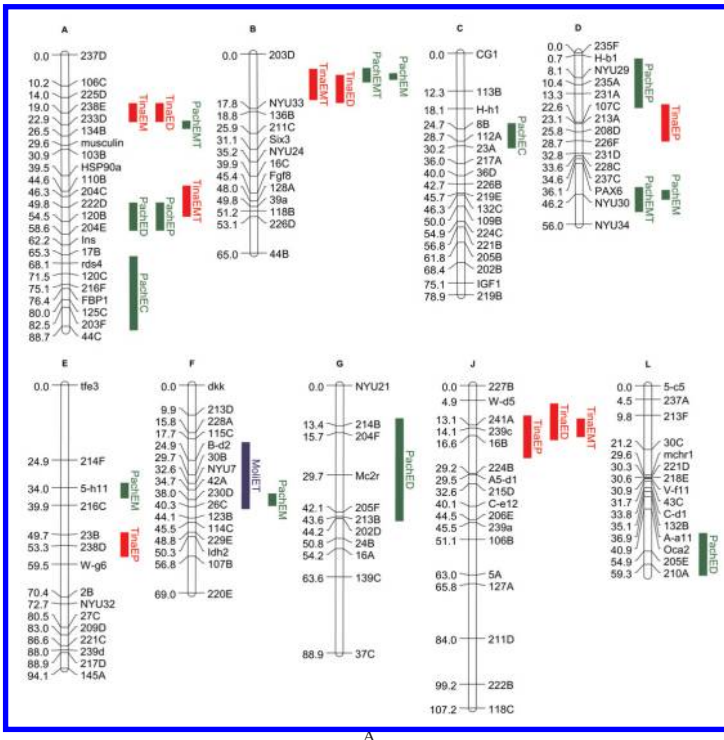 A
0.0 237D
10.2 106C
14.0 225D
19.0 238E
22.9 233D
26.5 134B
29.6 musculin
30.9 103B
39.5 HSP90a
44.6 110B
46.3 204C
49.8 222D
54.5 120B
58.6 204E
62.2 Ins
65.3 17B
68.1 rds4
71.5 120C
75.1 216F
76.4 FBP1
80.0 125C
82.5 203F
88.7 44C
TinaEM
TinaED
PachEMT
TinaEMT
PachED
PachEP
PachEC
B
0.0 203D
17.8 NYU33
18.8 136B
25.9 211C
31.1 Six3
35.2 NYU24
39.9 16C
45.4 Fgf8
48.0 128A
49.8 39a
51.2 118B
53.1 226D
65.0 44B
TinaEMT
TinaED
PachEMT
PachEM
C
0.0 CG1
12.3 113B
18.1 H-h1
24.7 8B
28.7 112A
30.2 23A
36.0 217A
40.0 36D
42.7 226B
45.7 219E
46.3 132C
50.0 109B
54.9 224C
56.8 221B
61.8 205B
68.4 202B
75.1 IGF1
78.9 219B
PachEC
D
0.0 235F
0.7 H-b1
8.1 NYU29
10.4 235A
13.3 231A
22.6 107C
23.1 213A
25.8 208D
28.7 226F
32.8 231D
33.6 228C
34.6 237C
36.1 PAX6
46.2 NYU30
56.0 NYU34
PachEP
TinaEP
PachEMT
PachEM
E
0.0 tfe3
24.9 214F
34.0 5-h11
39.9 216C
49.7 23B
53.3 238D
59.5 W-g6
70.4 2B
72.7 NYU32
80.5 27C
83.0 209D
86.6 221C
88.0 239d
88.9 217D
94.1 145A
PachEM
TinaEP
F
0.0 dkk
9.9 213D
15.8 228A
17.7 115C
24.9 B-d2
29.7 30B
32.6 NYU7
34.7 42A
38.0 230D
40.3 26C
44.1 123B
45.5 114C
48.8 229E
50.3 Idh2
56.8 107B
69.0 220E
MoliET
PachEM
G
0.0 NYU21
13.4 214B
15.7 204F
29.7 Mc2r
42.1 205F
43.6 213B
44.2 202D
50.8 24B
54.2 16A
63.6 139C
88.9 37C
PachED
J
0.0 227B
4.9 W-d5
13.1 241A
14.1 239c
16.6 16B
29.2 224B
29.5 A5-d1
32.6 215D
40.1 C-e12
44.5 206E
45.5 239a
51.1 106B
63.0 5A
65.8 127A
84.0 211D
99.2 222B
107.2 118C
TinaEP
TinaED
TinaEMT
L
0.0 5-c5
4.5 237A
9.8 213F
21.2 30C
29.6 mchr1
30.3 221D
30.6 218E
30.9 V-f11
31.7 43C
33.8 C-d1
35.1 132B
36.9 A-a11
40.9 Oca2
54.9 205E
59.3 210A
PachED
A